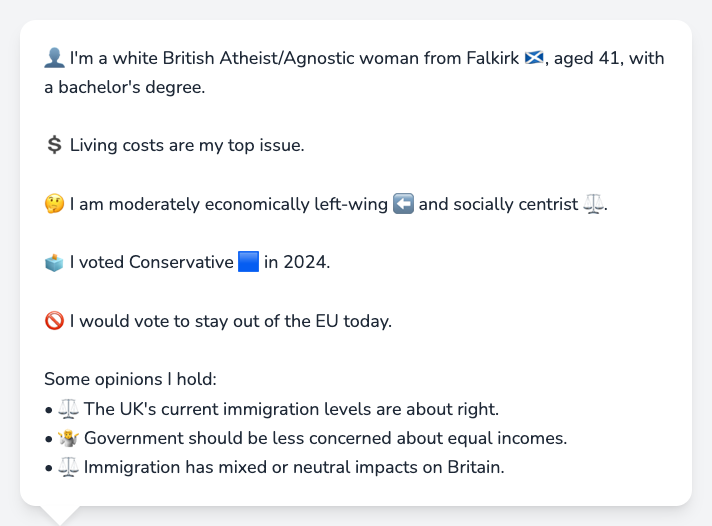 👤 I'm a white British Atheist/Agnostic woman from Falkirk 🏴󠁧󠁢󠁳󠁣󠁴󠁿, aged 41, with
a bachelor's degree.
💲 Living costs are my top issue.
🤔 I am moderately economically left-wing ⬅️ and socially centrist ⚖️.
🗳️ I voted Conservative 🟦 in 2024.
🚫 I would vote to stay out of the EU today.
Some opinions I hold:
• ⚖️ The UK's current immigration levels are about right.
• 🤷 Government should be less concerned about equal incomes.
• ⚖️ Immigration has mixed or neutral impacts on Britain.